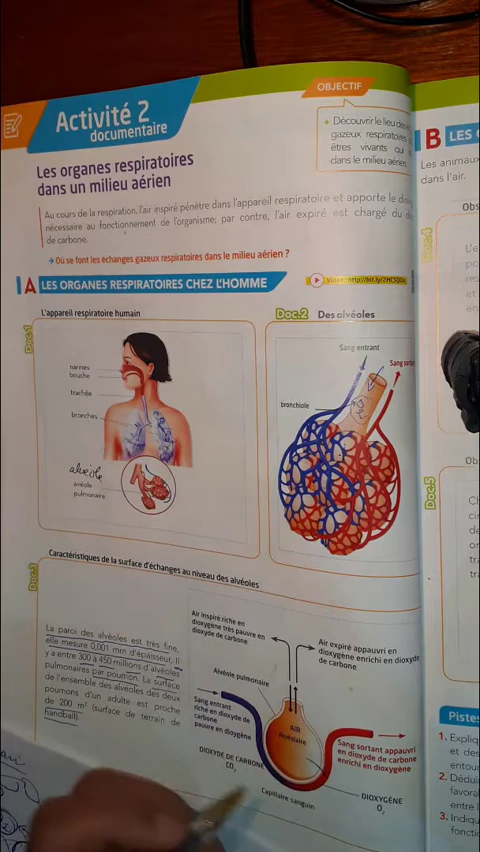 OBJECTIF
Activité 2
documentaire
• Découvrir le lieu des
gazeux respiratoires
êtres vivants qui
dans le milieu aérien
Les organes respiratoires
dans un milieu aérien
Au cours de la respiration, l'air inspiré pénètre dans l'appareil respiratoire et apporte le
nécessaire au fonctionnement de l'organisme; par contre, l'air expiré est chargé du
de carbone.
→ Où se font les échanges gazeux respiratoires dans le milieu aérien ?
A LES ORGANES RESPIRATOIRES CHEZ L'HOMME
Doc.1
L'appareil respiratoire humain
narines
bouche
trachée
bronches
alvéole
avéole
pulmonaire
Doc.2 Des alvéoles
Sang entrant
Sang
bronchiole
Doc.3
Caractéristiques de la surface d'échanges au niveau des alvéoles
La paroi des alvéoles est très fine,
elle mesure 0,001 mm d'épaisseur. Il
y a entre 300 à 450 millions d'alvéoles
pulmonaires par poumon. La surface
de l'ensemble des alvéoles des deux
poumons d'un adulte est proche
de 200 m² (surface de terrain de
handball).
Air inspiré riche en
dioxygène très pauvre en
dioxyde de carbone
Air expiré appauvri en
dioxygène enrichi en dioxyde
de carbone
Alvéole pulmonaire
Sang entrant
riche en dioxyde de
carbone
pauvre en dioxygène
AIR
Alvéolaire
Sang sortant appauvri
en dioxyde de carbone
enrichi en dioxygène
DIOXYDE DE CARBONE
CO₂
Capillaire sanguin
DIOXYGÈNE
O₂
B LES
Les animaux
dans l'air.
Doc.4
Obs
L'e
Doc.5
Ob
Pistes
1. Expliq
et des
entou
2. Dédui
favora
entre l
3. Indiqu
foncti